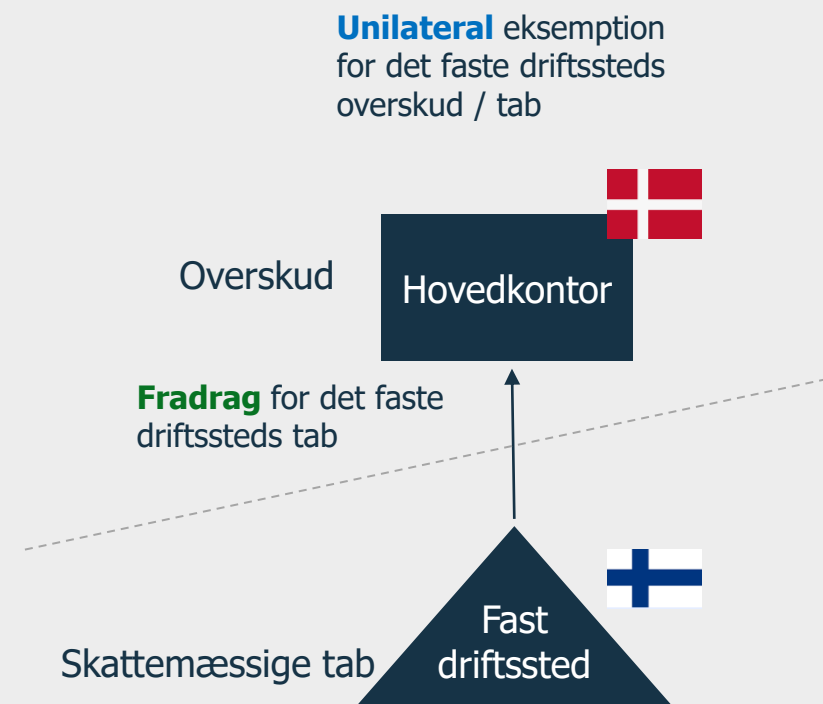 Unilateral eksemption
for det faste driftssteds
overskud / tab
Overskud
Hovedkontor
Fradrag for det faste
driftssteds tab
Fast
driftssted
Skattemæssige tab